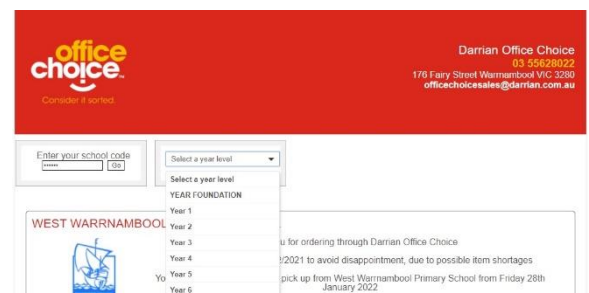 office
choice
Consider it sorted.
Darrian Office Choice
03 55628022
176 Fairy Street Warrnambool VIC 3280
officechoicesales@darrian.com.au
Enter your school code
••••••
Go
Select a year level
Select a year level
YEAR FOUNDATION
Year 1
Year 2
Year 3
Year 4
Year 5
Year 6
WEST WARRNAMBOOL
u for ordering through Darrian Office Choice
/2021 to avoid disappointment, due to possible item shortages
Yo
pick up from West Warrnambool Primary School from Friday 28th
January 2022